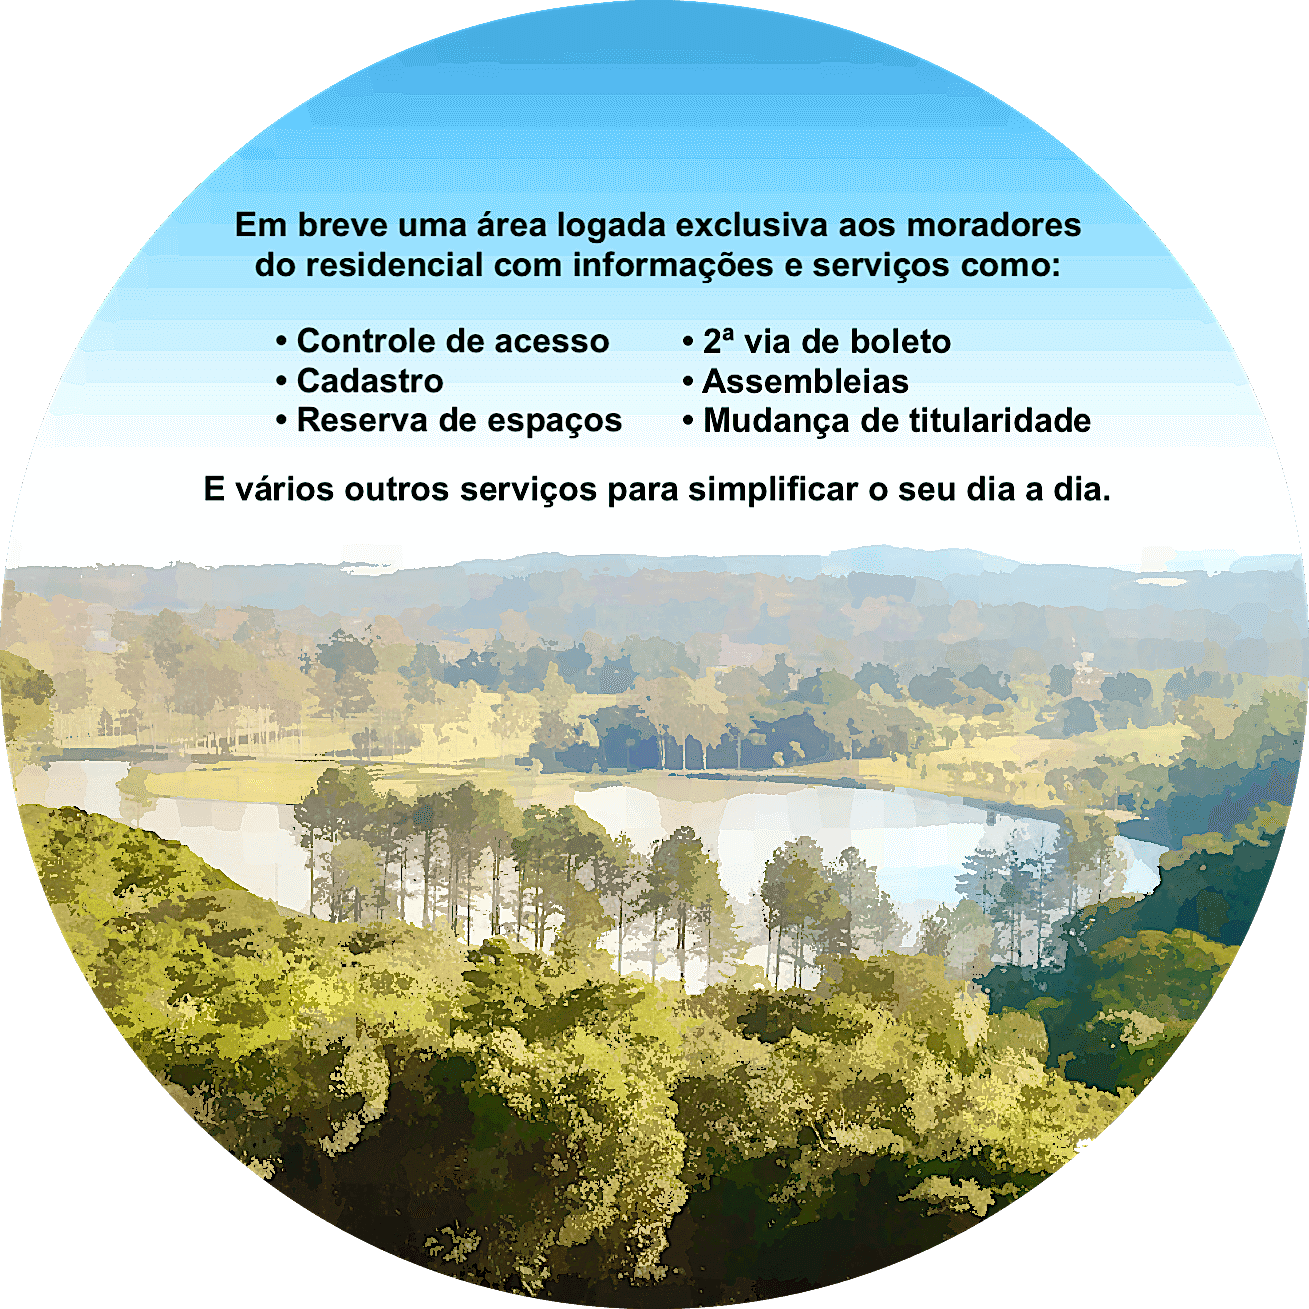 Em breve uma área logada exclusiva aos moradores
do residencial com informações e serviços como:
• Controle de acesso
• Cadastro
• Reserva de espaços
• 2ª via de boleto
• Assembleias
• Mudança de titularidade
E vários outros serviços para simplificar o seu dia a dia.